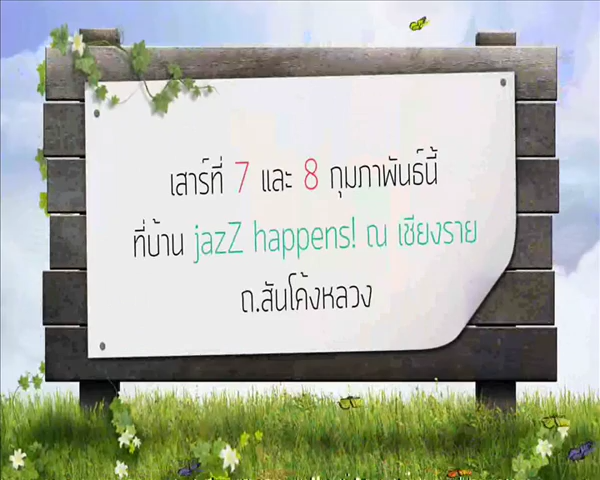 เสาร์ที่ 7 และ 8 กุมภาพันธ์นี้
ที่บ้าน jazZ happens! ณ เชียงราย
ถ.สันโค้งหลวง